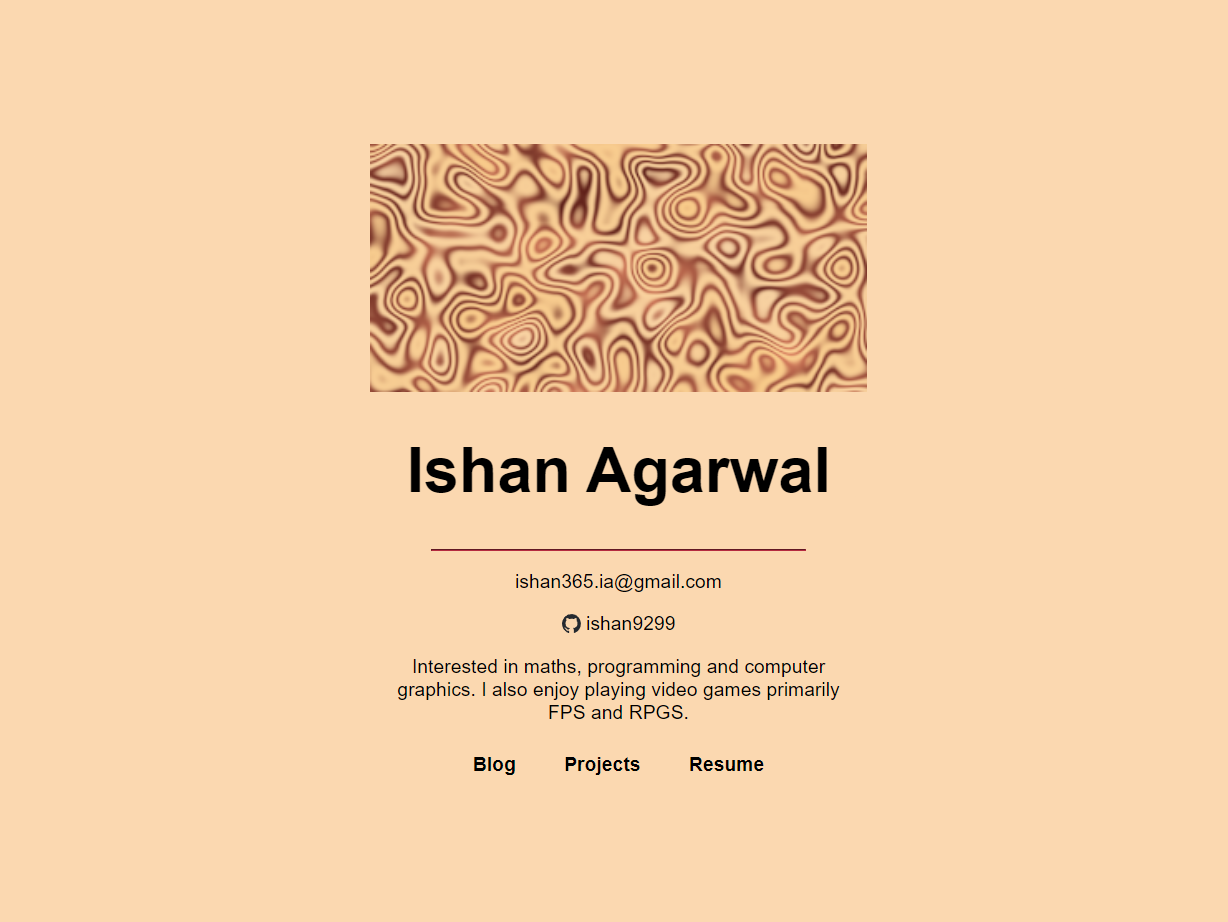 Ishan Agarwal
ishan365.ia@gmail.com
ishan9299
Interested in maths, programming and computer
graphics. I also enjoy playing video games primarily
FPS and RPGS.
Blog Projects Resume